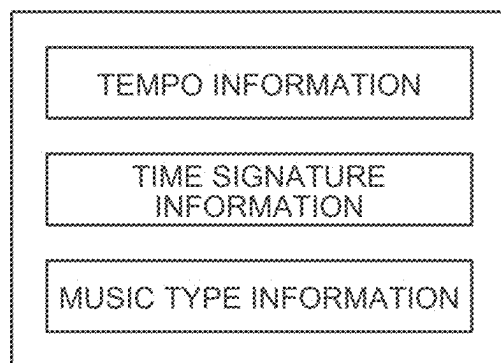 TEMPO INFORMATION
TIME SIGNATURE
INFORMATION
MUSIC TYPE INFORMATION